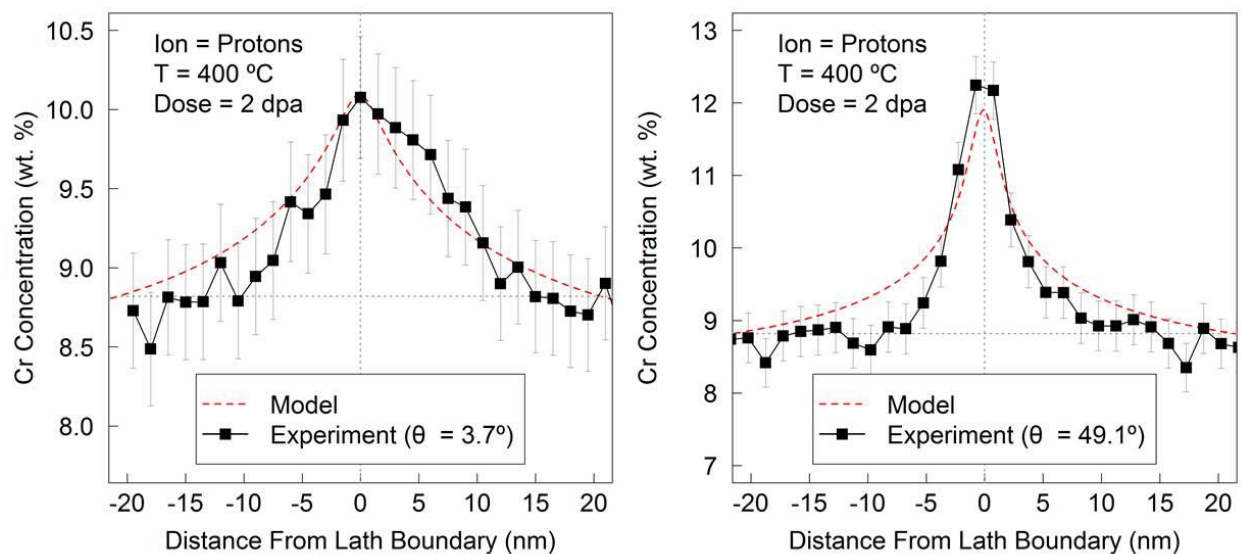 Cr Concentration (wt. %)
10.5
10.0
9.5
9.0
8.5
8.0
Ion = Protons
T = 400 ºC
Dose = 2 dpa
Model
Experiment (θ = 3.7º)
-20 -15 -10 -5 0 5 10 15 20
Distance From Lath Boundary (nm)
Cr Concentration (wt. %)
13
12
11
10
9
8
7
Ion = Protons
T = 400 ºC
Dose = 2 dpa
Model
Experiment (θ = 49.1º)
-20 -15 -10 -5 0 5 10 15 20
Distance From Lath Boundary (nm)